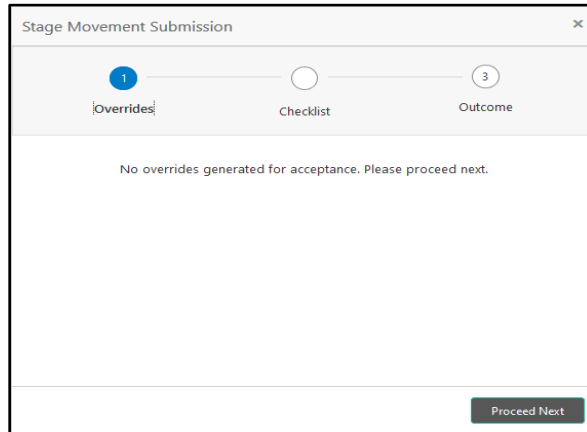 Stage Movement Submission ×
1 3
Overrides Checklist Outcome
No overrides generated for acceptance. Please proceed next.
Proceed Next